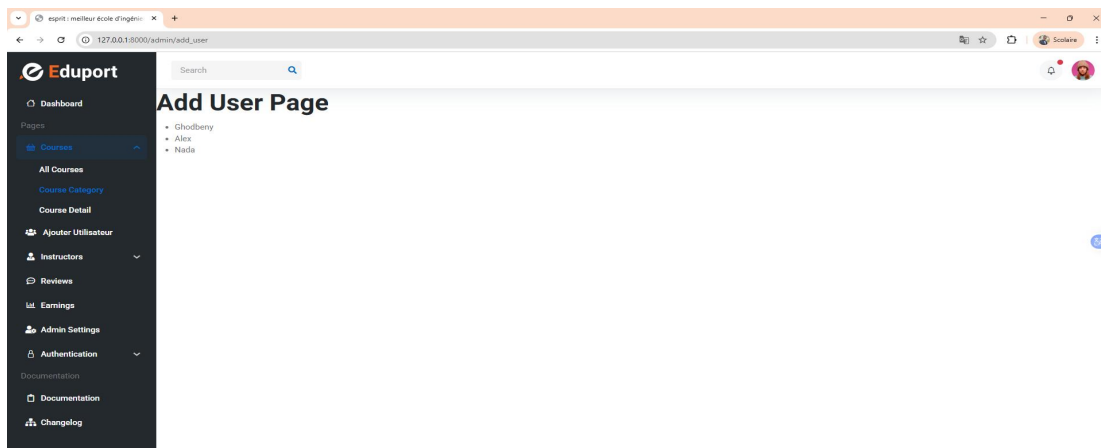 esprit : meilleur école d'ingénie
127.0.0.1:8000/admin/add_user
Scolaire
Eduport
Search
Dashboard
Add User Page
Pages
Ghodbeny
Alex
Nada
Courses
All Courses
Course Category
Course Detail
Ajouter Utilisateur
Instructors
Reviews
Earnings
Admin Settings
Authentication
Documentation
Documentation
Changelog